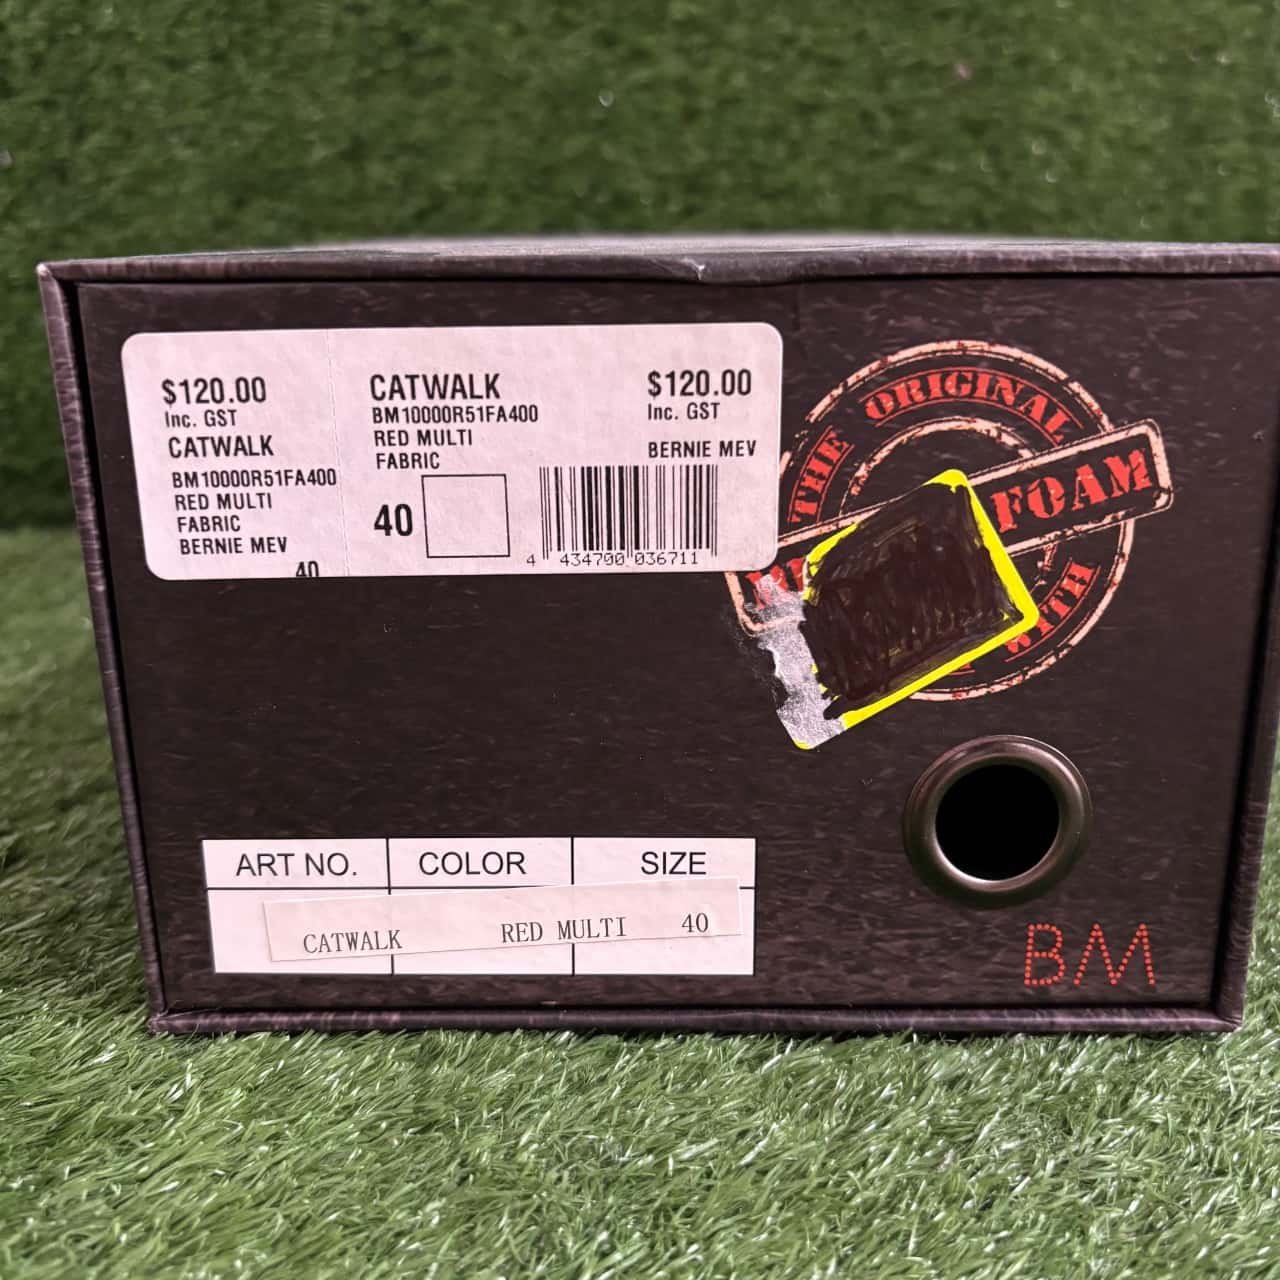 $120.00
Inc. GST
CATWALK
BM10000R51FA400
RED MULTI
FABRIC
BERNIE MEV
40
CATWALK
BM10000R51FA400
RED MULTI
FABRIC
40
$120.00
Inc. GST
BERNIE MEV
4 434790 036711
THE ORIGINAL
FOAM
WITH
ART NO. COLOR SIZE
CATWALK RED MULTI 40
BM